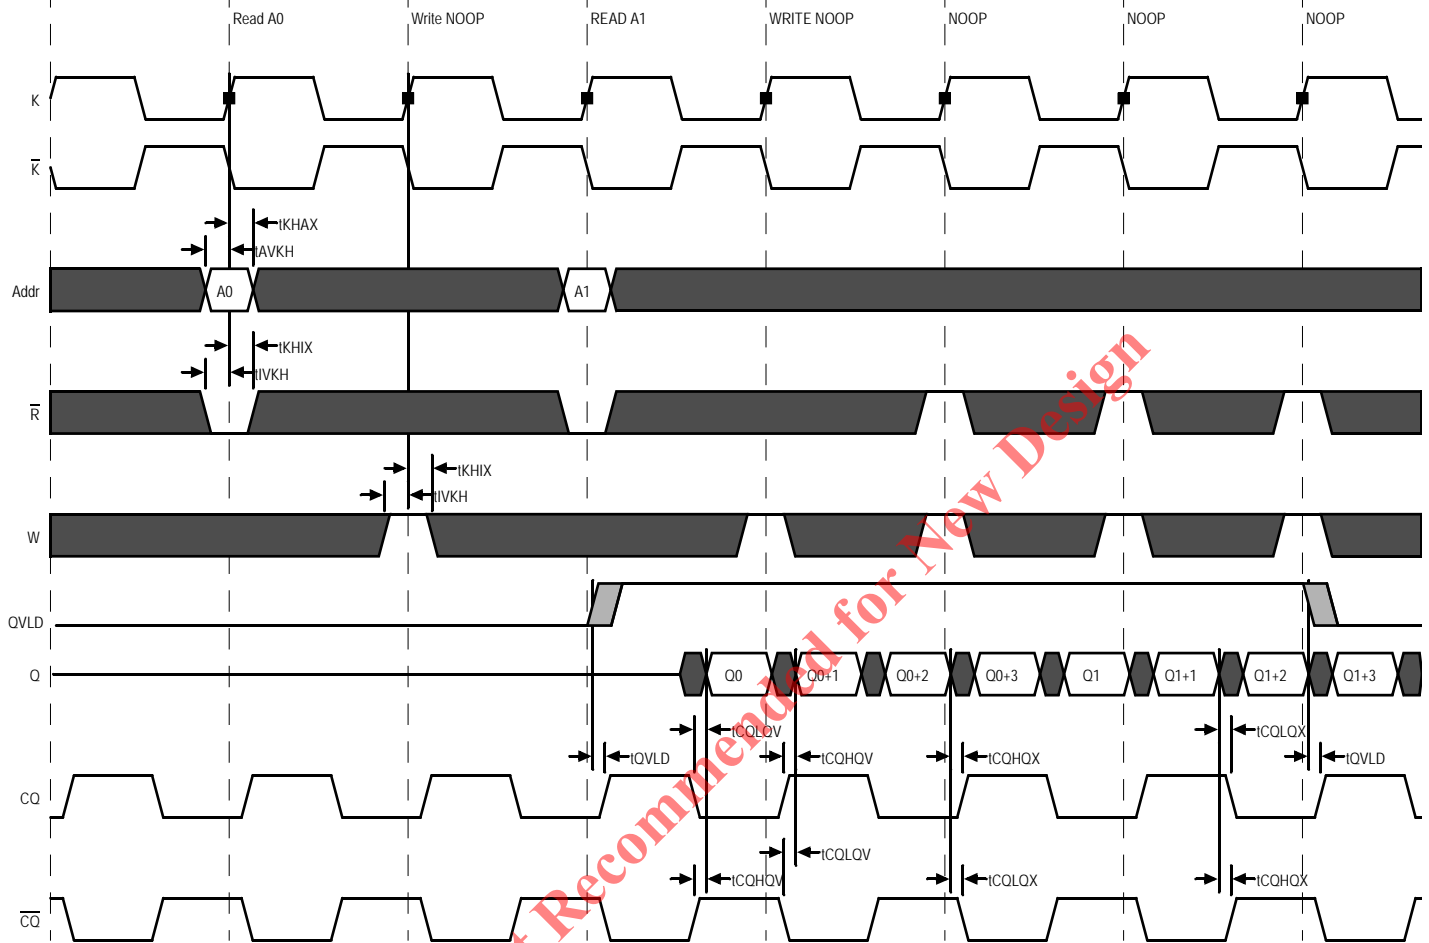 Read A0 Write NOOP READ A1 WRITE NOOP NOOP NOOP NOOP
K
K
tKHAX
tAVKH
Addr A0 A1
tKHIX
tIVKH
R
tKHIX
tIVKH
W
QVLD
Q Q0 Q0+1 Q0+2 Q0+3 Q1 Q1+1 Q1+2 Q1+3
tCQLQV tCQLQX
tQVLD tCQHQV tCQHQX tQVLD
CQ
tCQLQV
tCQHQV tCQLQX tCQHQX
CQ
Recommended for New Design